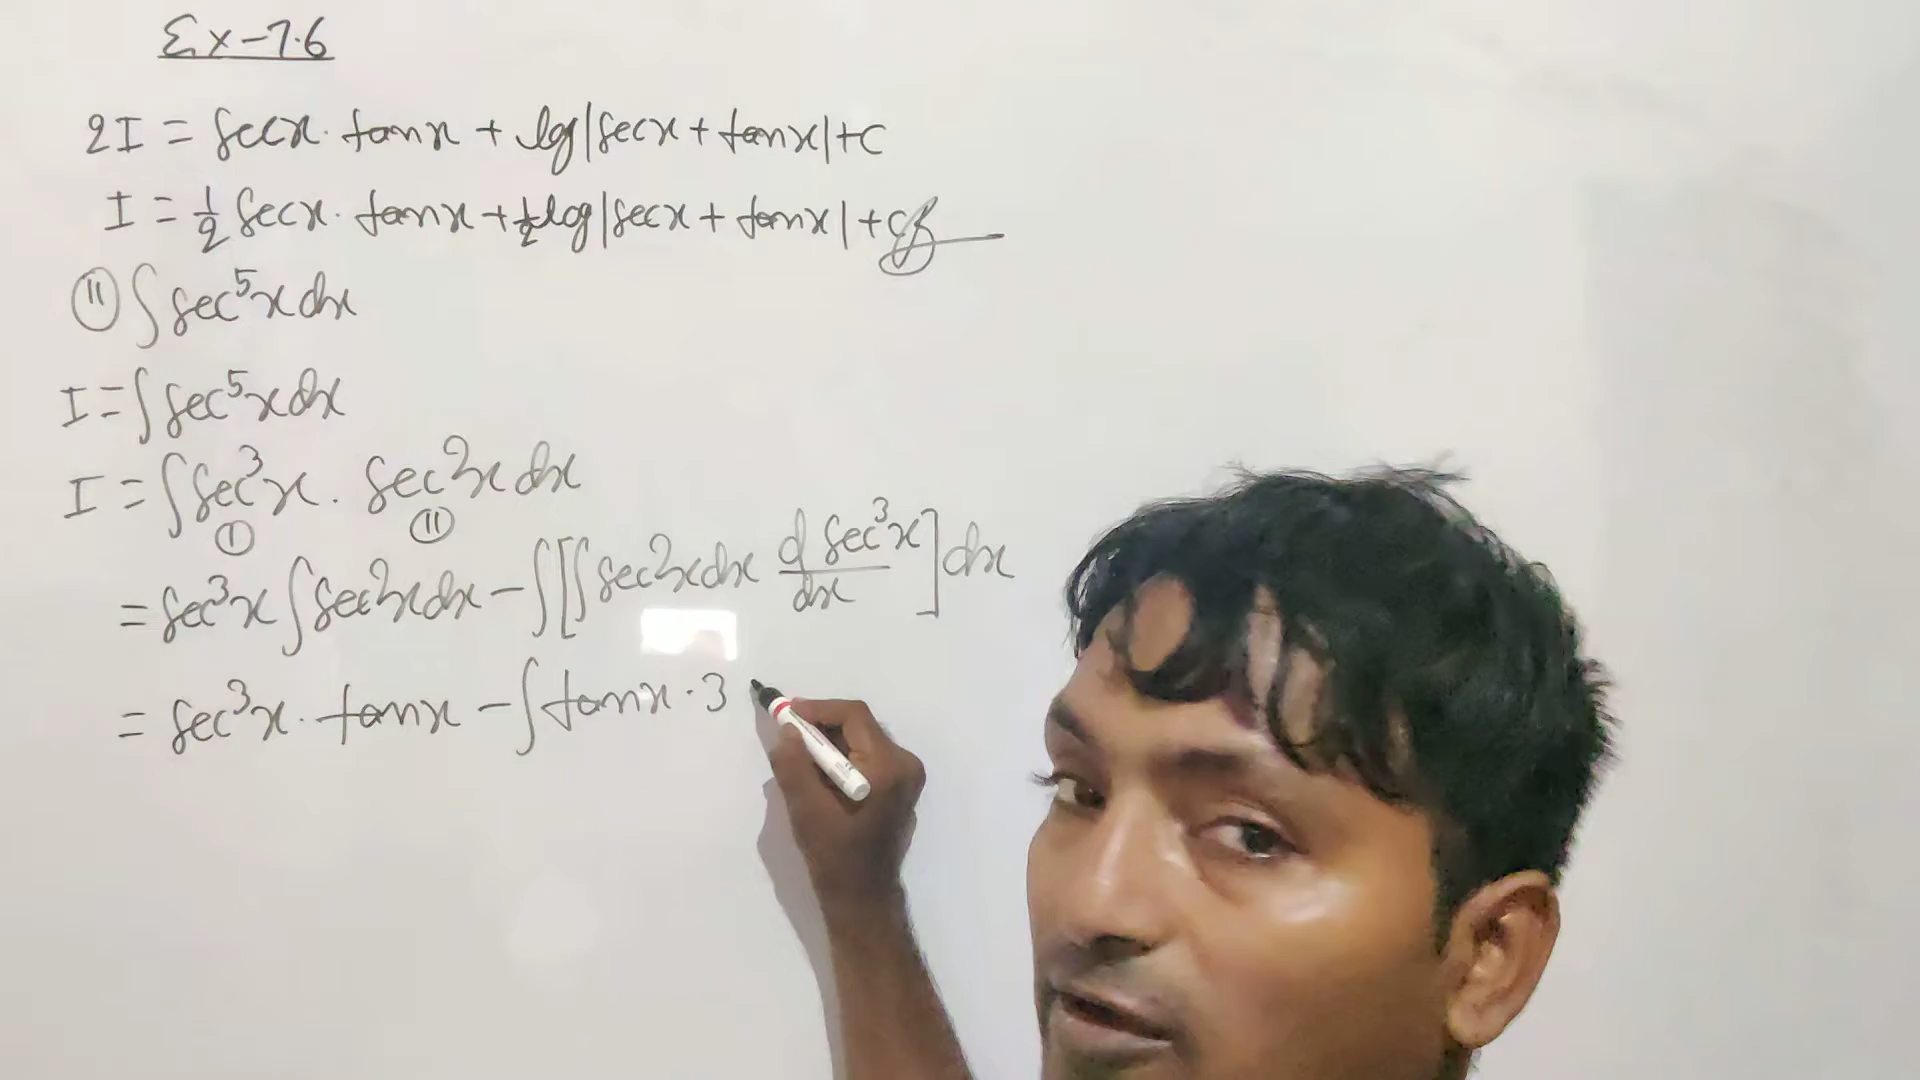 Ex-7.6
2I = secx. tanx + log|secx + tanx|+c
I = 1/2 secx. tanx + 1/2 log|secx + tanx|+c
(11) ∫sec⁵x dx
I = ∫sec⁵x dx
I = ∫sec³x . sec²x dx
(1) (11)
= sec³x ∫sec²x dx - ∫[∫sec²x dx d sec³x/dx] dx
= sec³x. tanx - ∫tanx . 3